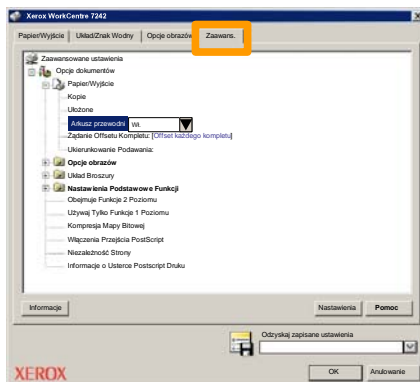 Xerox WorkCentre 7242
Papier/Wyjście Układ/Znak Wodny Opcje obrazów Zaawans.
Zaawansowane ustawienia
Opcje dokumentów
Papier/Wyjście
Kopie
Ułożone
Arkusz przewodni Wł.
Żądanie Offsetu Kompletu: [Offset każdego kompletu]
Ukierunkowanie Podawania:
Opcje obrazów
Układ Broszury
Nastawienia Podstawowe Funkcji
Obejmuje Funkcje 2 Poziomu
Używaj Tylko Funkcje 1 Poziomu
Kompresja Mapy Bitowej
Włączenia Przejścia PostScript
Niezależność Strony
Informacje o Usterce Postscript Druku
Informacje Nastawienia Pomoc
Odzyskaj zapisane ustawienia
XEROX OK Anulowanie